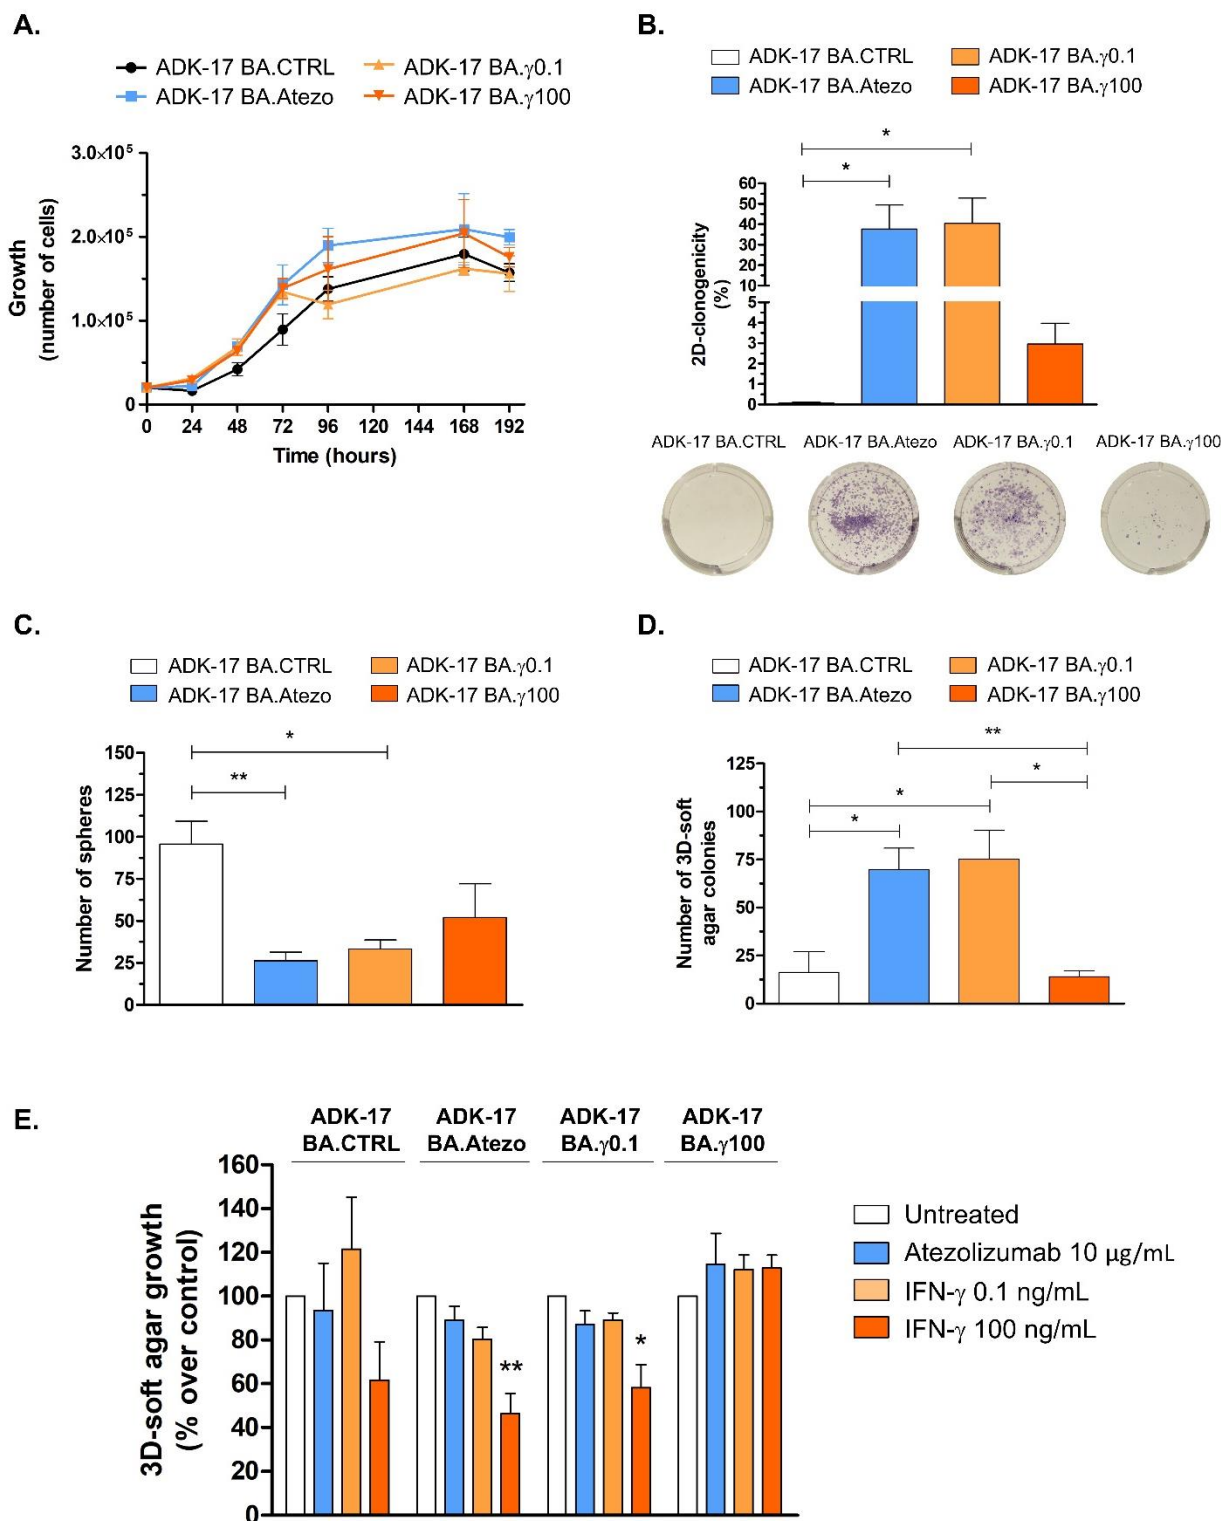 A.
ADK-17 BA.CTRL
ADK-17 BA.γ0.1
ADK-17 BA.Atezo
ADK-17 BA.γ100
3.0×10⁵
2.0×10⁵
1.0×10⁵
0
Growth
(number of cells)
0 24 48 72 96 120 144 168 192
Time (hours)
B.
ADK-17 BA.CTRL
ADK-17 BA.γ0.1
ADK-17 BA.Atezo
ADK-17 BA.γ100
*
*
60
50
40
30
20
10
5
4
3
2
1
0
2D-clonogenicity
(%)
ADK-17 BA.CTRL
ADK-17 BA.Atezo
ADK-17 BA.γ0.1
ADK-17 BA.γ100
C.
ADK-17 BA.CTRL
ADK-17 BA.γ0.1
ADK-17 BA.Atezo
ADK-17 BA.γ100
*
**
150
125
100
75
50
25
0
Number of spheres
D.
ADK-17 BA.CTRL
ADK-17 BA.γ0.1
ADK-17 BA.Atezo
ADK-17 BA.γ100
**
*
*
*
125
100
75
50
25
0
Number of 3D-soft
agar colonies
E.
ADK-17
BA.CTRL
ADK-17
BA.Atezo
ADK-17
BA.γ0.1
ADK-17
BA.γ100
160
140
120
100
80
60
40
20
0
3D-soft agar growth
(% over control)
**
*
Untreated
Atezolizumab 10 µg/mL
IFN-γ 0.1 ng/mL
IFN-γ 100 ng/mL